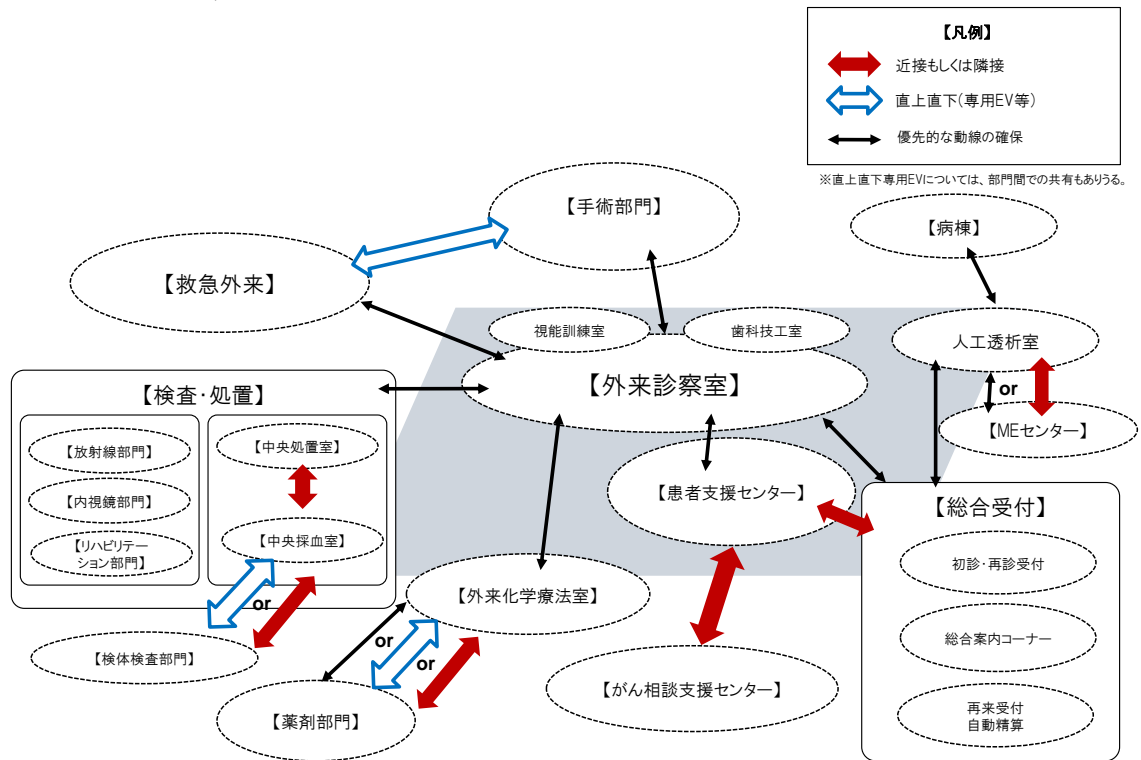 【凡例】
近接もしくは隣接
直上直下(専用EV等)
優先的な動線の確保
※直上直下専用EVについては、部門間での共有もありうる。
【手術部門】
【病棟】
【救急外来】
視能訓練室
歯科技工室
人工透析室
【外来診察室】
or
【MEセンター】
【検査・処置】
【放射線部門】
【内視鏡部門】
【リハビリテー
ション部門】
【中央処置室】
【中央採血室】
【患者支援センター】
【総合受付】
初診・再診受付
総合案内コーナー
再来受付
自動精算
【外来化学療法室】
or
or
or
【検体検査部門】
【薬剤部門】
【がん相談支援センター】